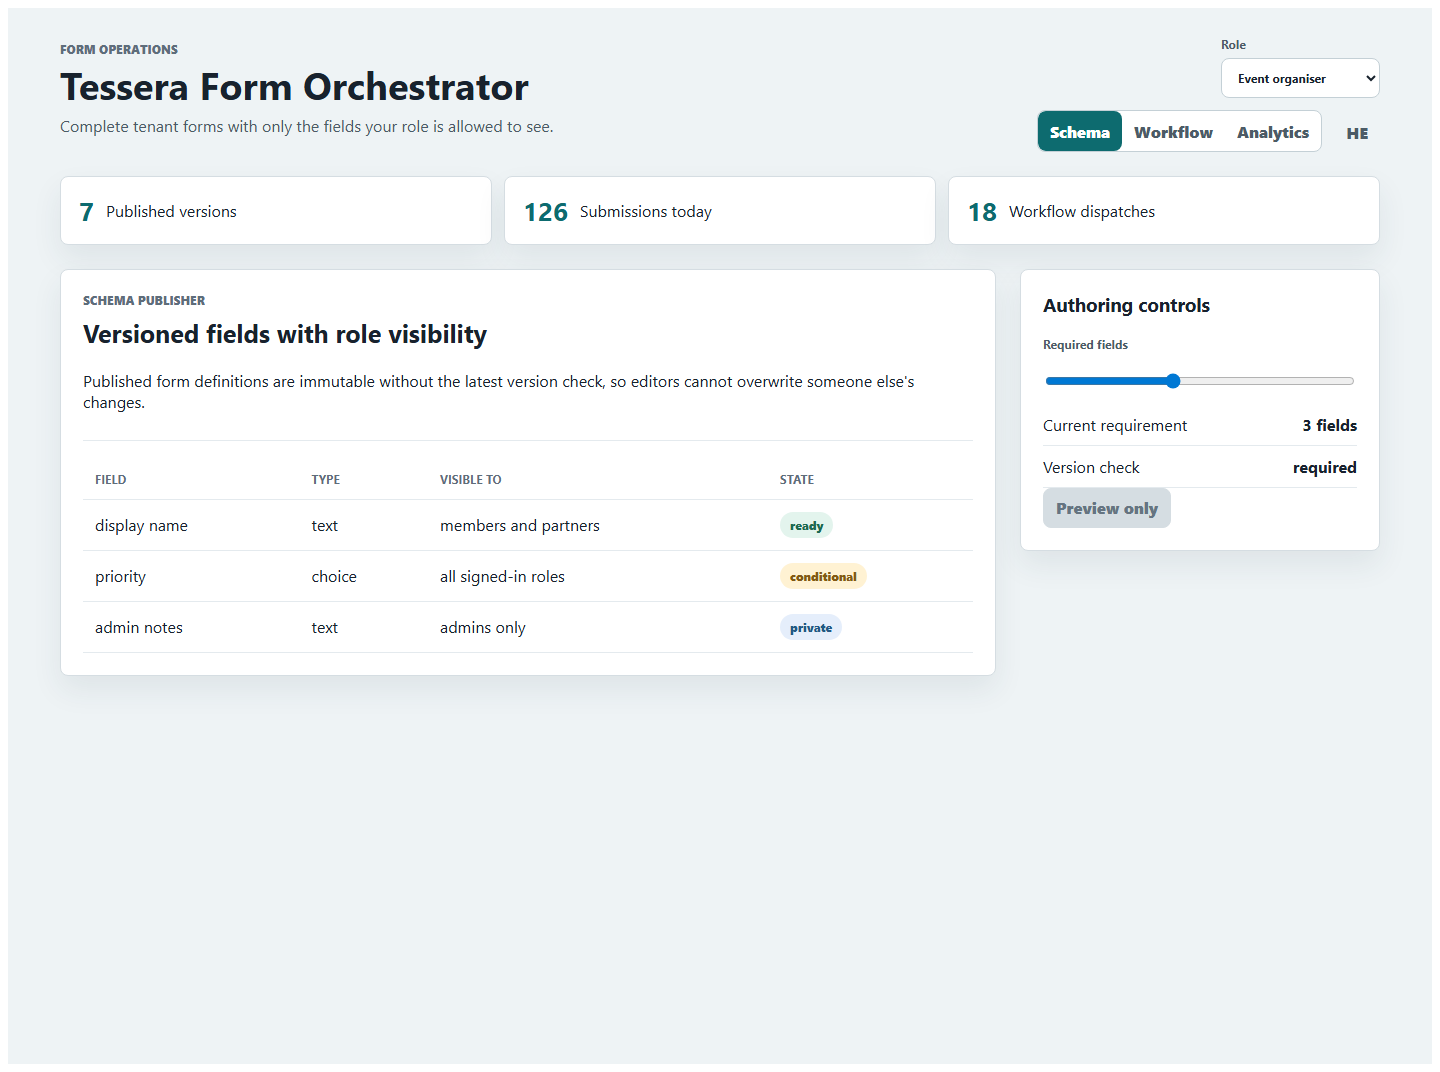 FORM OPERATIONS
Tessera Form Orchestrator
Complete tenant forms with only the fields your role is allowed to see.
Role
Event organiser
Schema Workflow Analytics HE
7 Published versions
126 Submissions today
18 Workflow dispatches
SCHEMA PUBLISHER
Versioned fields with role visibility
Published form definitions are immutable without the latest version check, so editors cannot overwrite someone else's
changes.
FIELD TYPE VISIBLE TO STATE
display name text members and partners ready
priority choice all signed-in roles conditional
admin notes text admins only private
Authoring controls
Required fields
Current requirement 3 fields
Version check required
Preview only